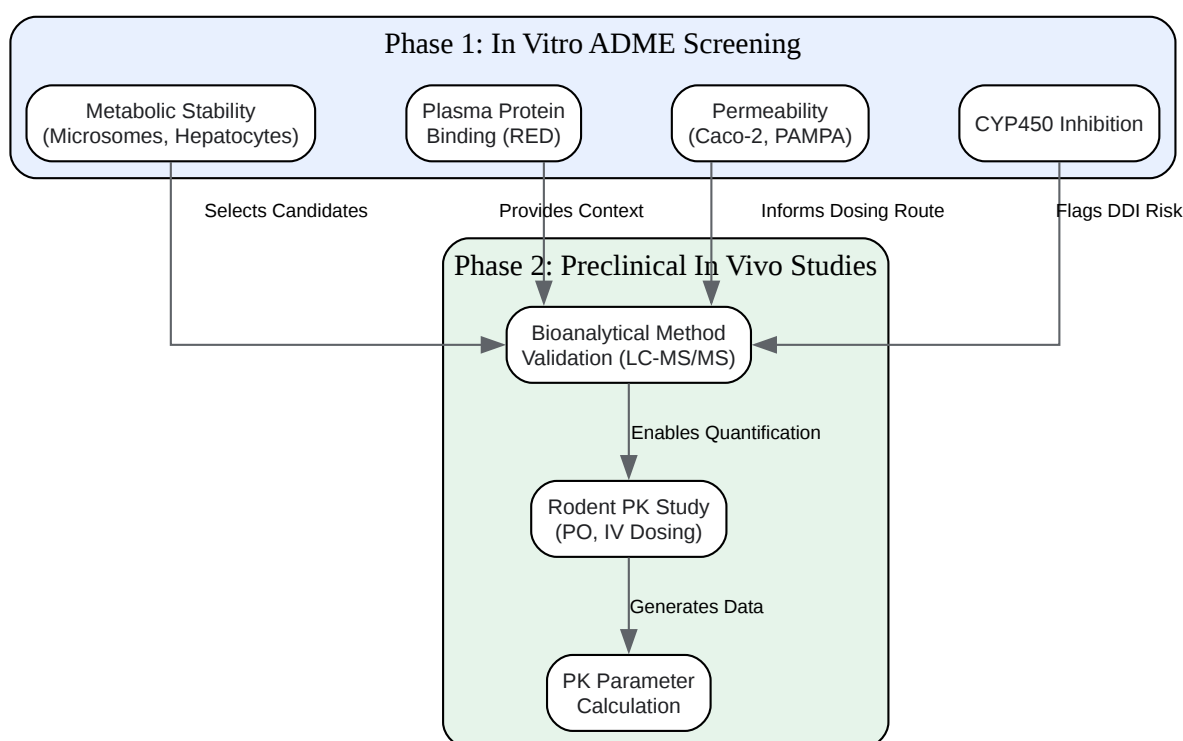 Phase 1: In Vitro ADME Screening
Metabolic Stability
(Microsomes, Hepatocytes)
Plasma Protein
Binding (RED)
Permeability
(Caco-2, PAMPA)
CYP450 Inhibition
Selects Candidates
Provides Context
Informs Dosing Route
Flags DDI Risk
Phase 2: Preclinical In Vivo Studies
Bioanalytical Method
Validation (LC-MS/MS)
Enables Quantification
Rodent PK Study
(PO, IV Dosing)
Generates Data
PK Parameter
Calculation